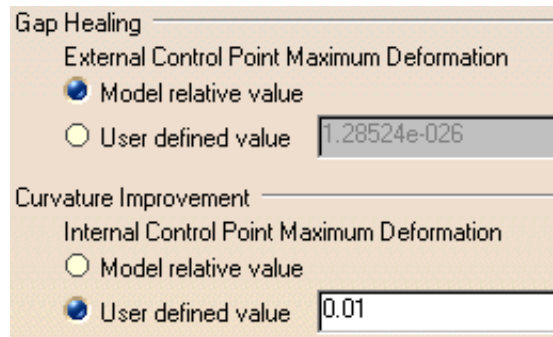 Gap Healing
External Control Point Maximum Deformation
Model relative value
User defined value 1.28524e-026
Curvature Improvement
Internal Control Point Maximum Deformation
Model relative value
User defined value 0.01